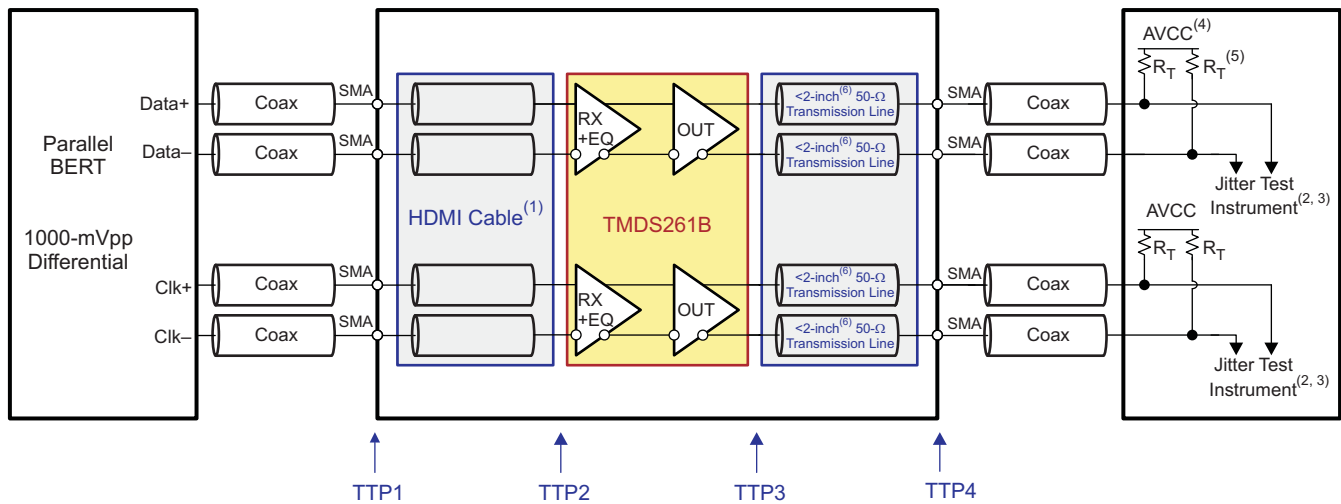 Parallel
BERT
1000-mVpp
Differential
Data+
Data–
Clk+
Clk–
Coax
Coax
Coax
Coax
SMA
SMA
SMA
SMA
HDMI Cable(1)
RX
+EQ
OUT
TMDS261B
RX
+EQ
OUT
<2-inch(6) 50-Ω
Transmission Line
<2-inch(6) 50-Ω
Transmission Line
<2-inch(6) 50-Ω
Transmission Line
<2-inch(6) 50-Ω
Transmission Line
SMA
SMA
SMA
SMA
Coax
Coax
Coax
Coax
AVCC(4)
RT
RT(5)
Jitter Test
Instrument(2, 3)
AVCC
RT
RT
Jitter Test
Instrument(2, 3)
TTP1
TTP2
TTP3
TTP4